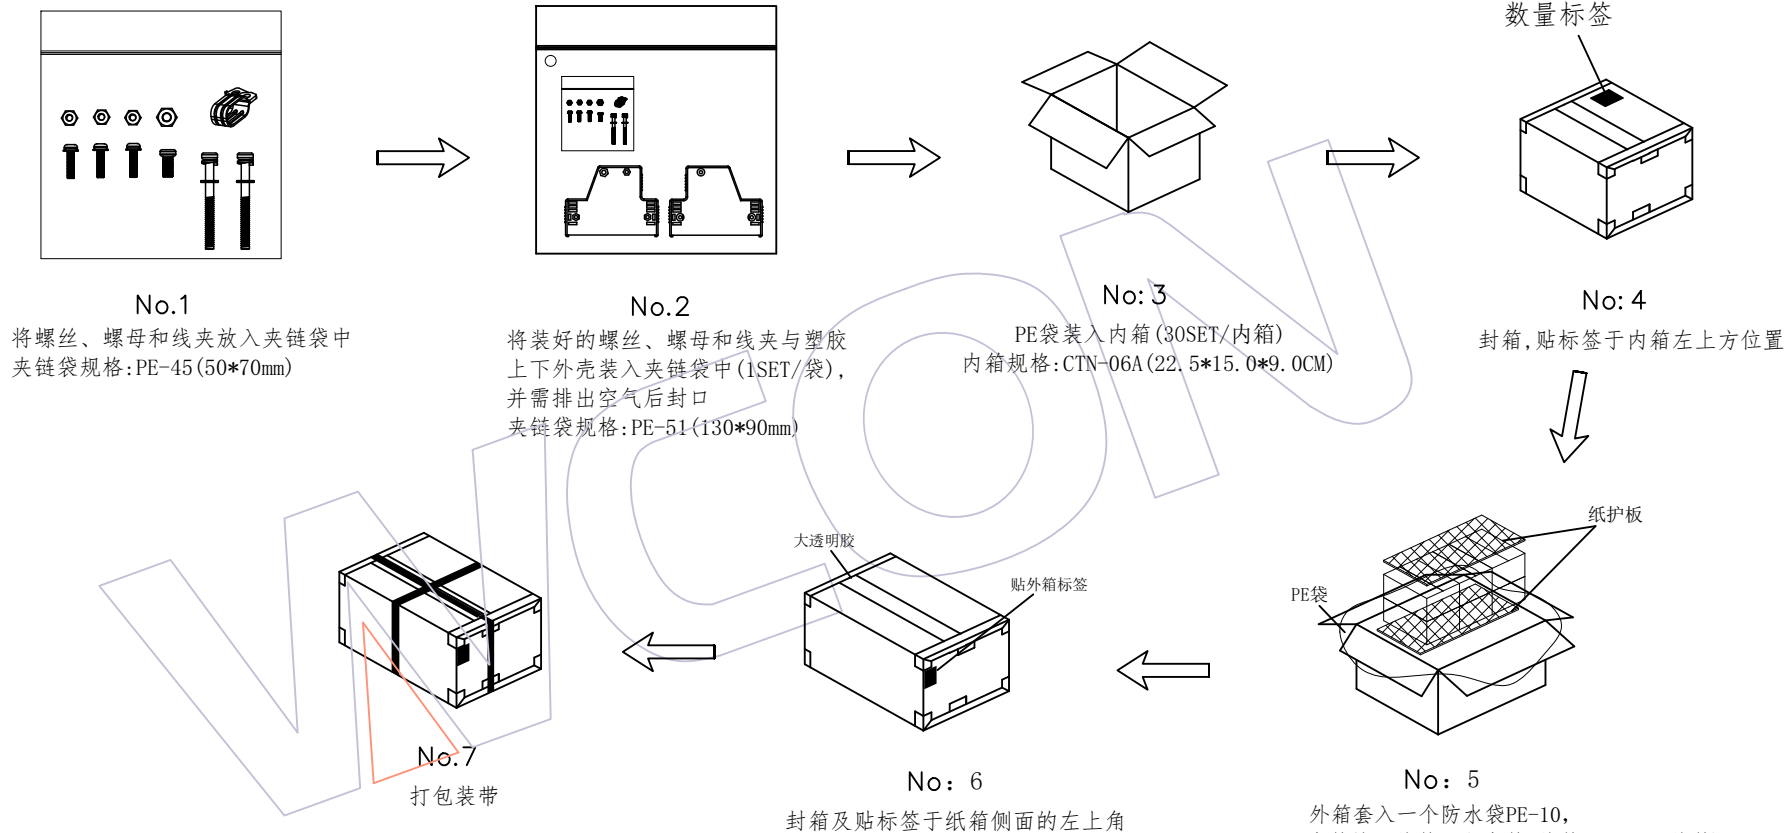 数量标签
No.1
将螺丝、螺母和线夹放入夹链袋中
夹链袋规格:PE-45(50*70mm)
No.2
将装好的螺丝、螺母和线夹与塑胶
上下外壳装入夹链袋中(1SET/袋),
并需排出空气后封口
夹链袋规格:PE-51(130*90mm)
No: 3
PE袋装入内箱(30SET/内箱)
内箱规格:CTN-06A(22.5*15.0*9.0CM)
No: 4
封箱,贴标签于内箱左上方位置
纸护板
PE袋
No: 5
外箱套入一个防水袋PE-10,
大透明胶
贴外箱标签
No: 6
封箱及贴标签于纸箱侧面的左上角
No.7
打包装带
WCON